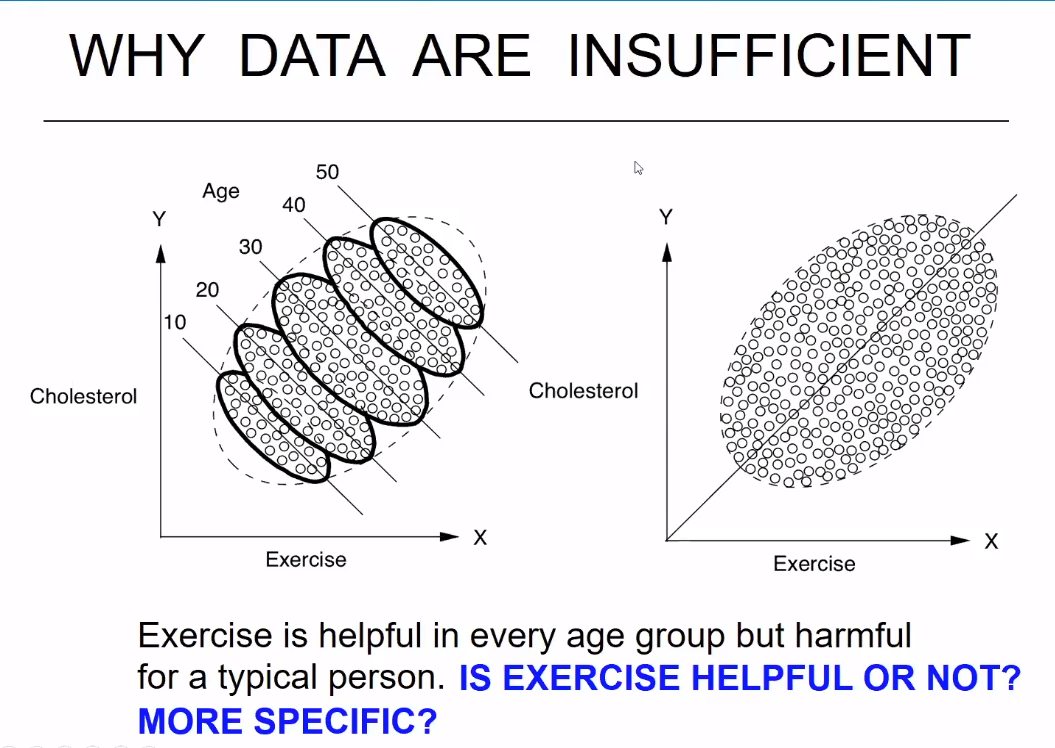 WHY DATA ARE INSUFFICIENT
Age
50
40
30
20
10
Y
Cholesterol
X
Exercise
Y
Cholesterol
X
Exercise
Exercise is helpful in every age group but harmful
for a typical person. IS EXERCISE HELPFUL OR NOT?
MORE SPECIFIC?